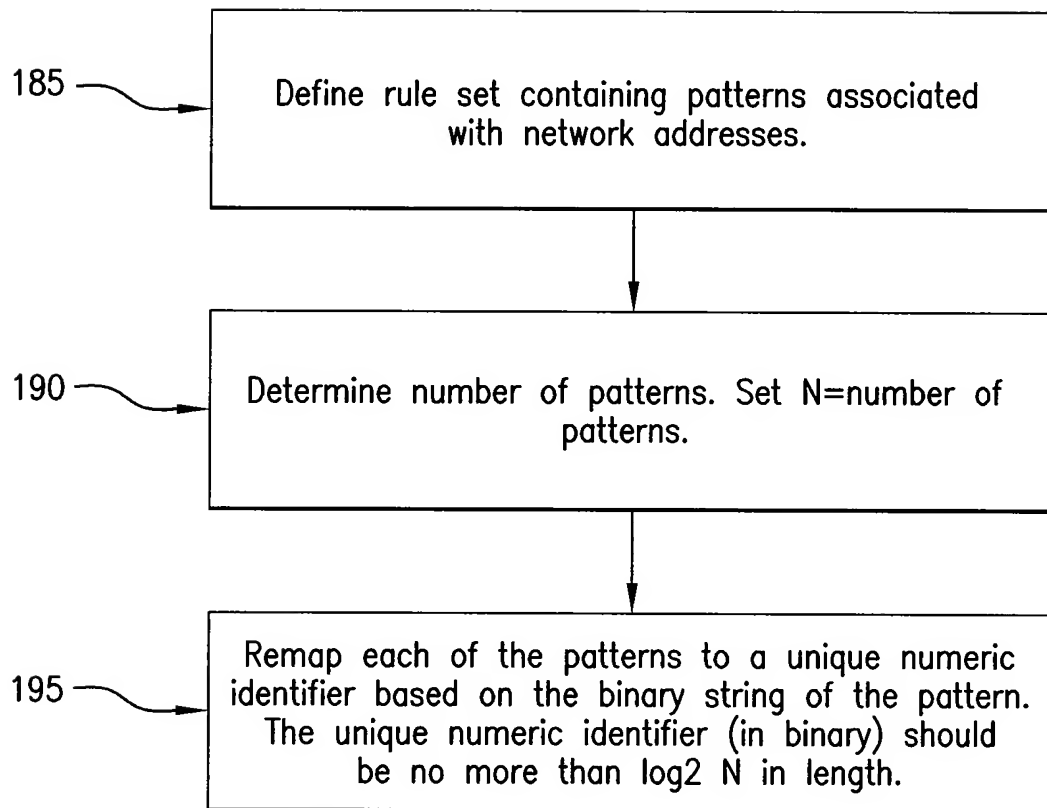 185
Define rule set containing patterns associated
with network addresses.
190
Determine number of patterns. Set N=number of
patterns.
195
Remap each of the patterns to a unique numeric
identifier based on the binary string of the pattern.
The unique numeric identifier (in binary) should
be no more than log2 N in length.